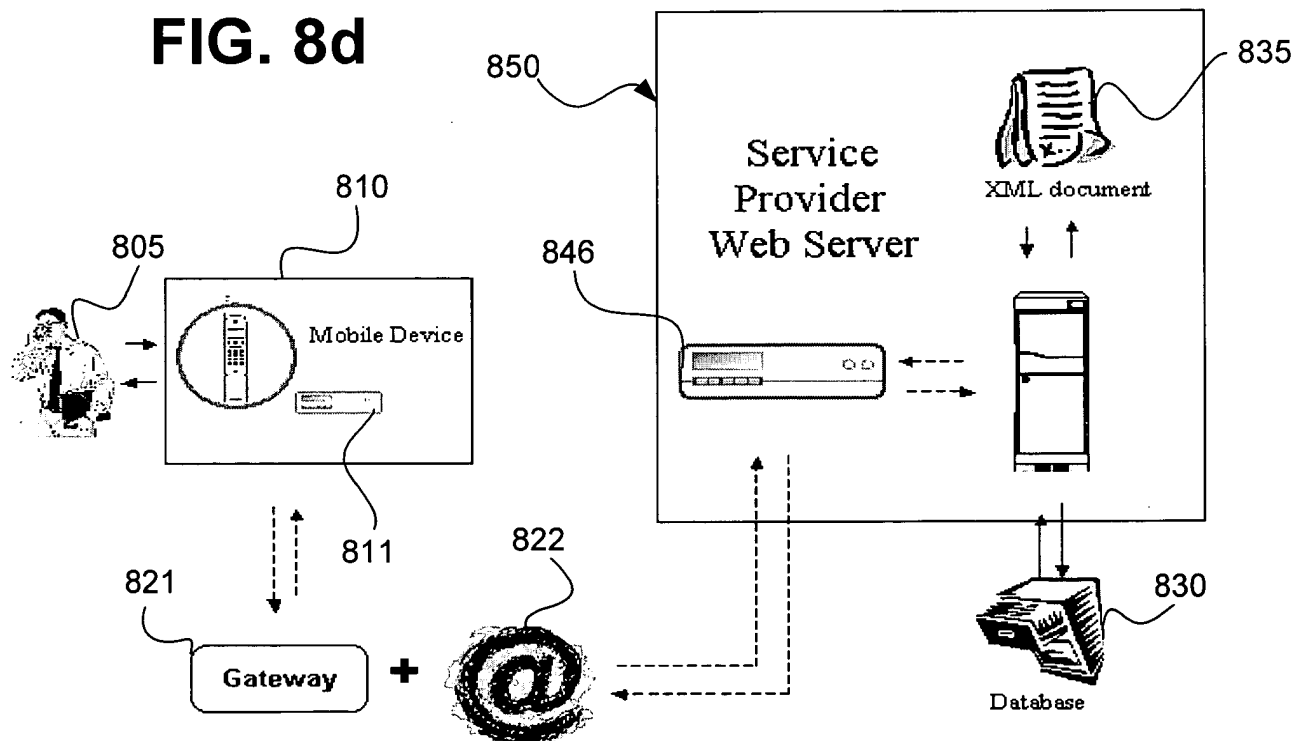 FIG. 8d
850
835
Service
Provider
Web Server
XML document
810
805
846
Mobile Device
811
822
821
830
Gateway
+
@
Database